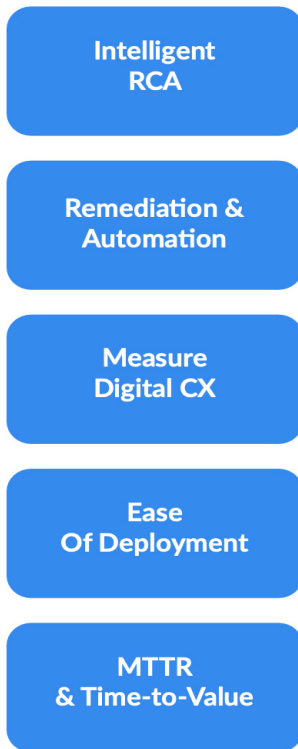 Intelligent
RCA
Remediation &
Automation
Measure
Digital CX
Ease
Of Deployment
MTTR
& Time-to-Value